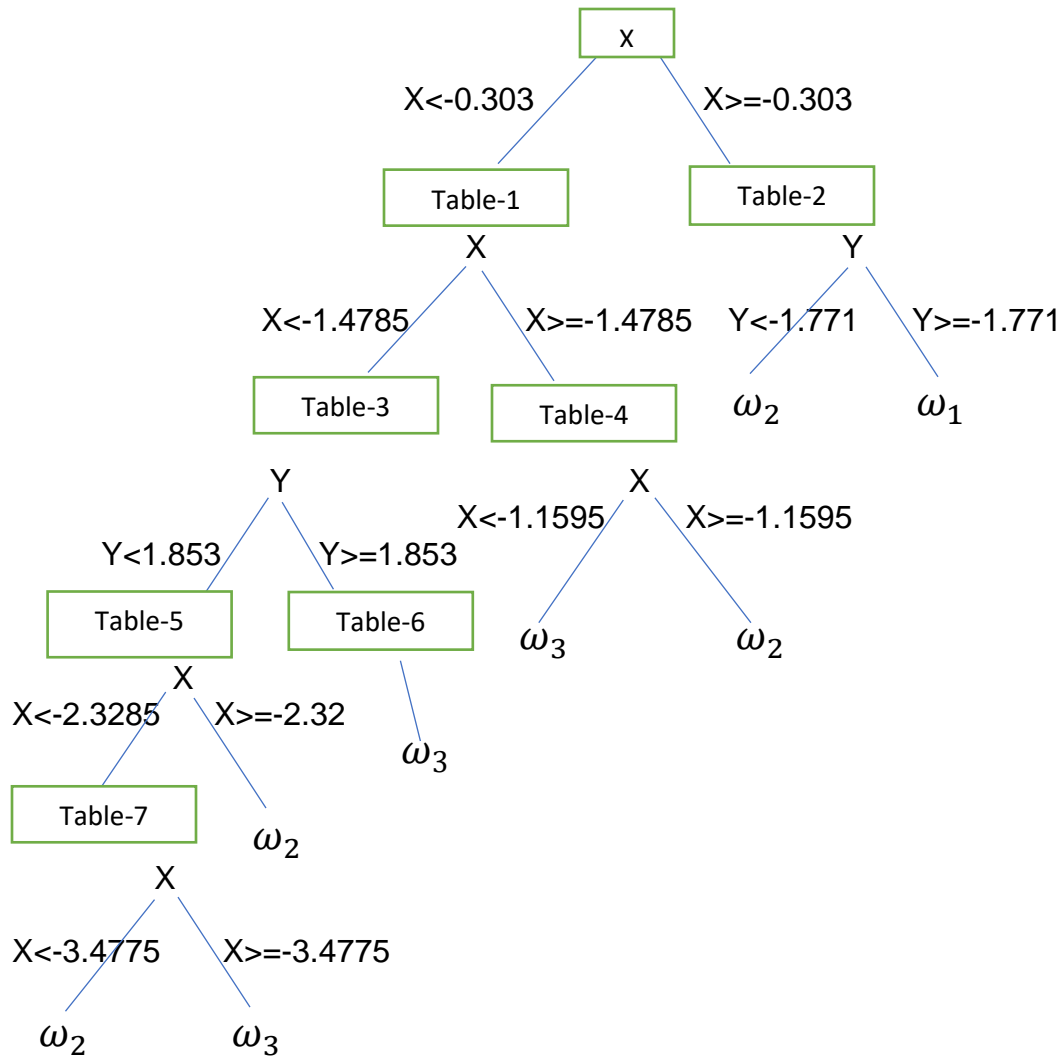 X
X<-0.303 X>=-0.303
Table-1 Table-2
X Y
X<-1.4785 X>=-1.4785 Y<-1.771 Y>=-1.771
Table-3 Table-4 ω₂ ω₁
Y X
X<-1.1595 X>=-1.1595
Y<1.853 Y>=1.853
Table-5 Table-6 ω₃ ω₂
X
X<-2.3285 X>=-2.32
ω₃
Table-7 ω₂
X
X<-3.4775 X>=-3.4775
ω₂ ω₃